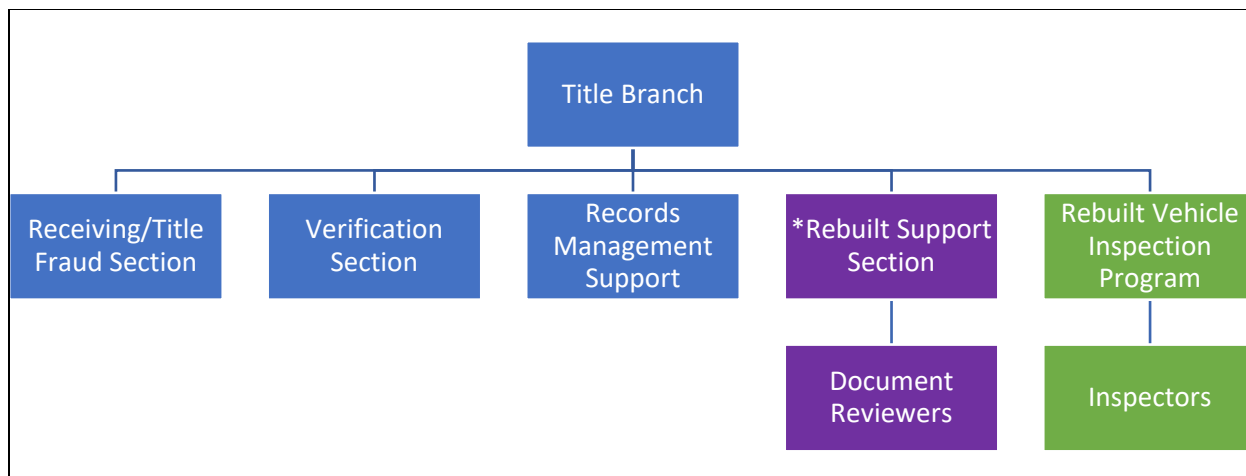 Title Branch
Receiving/Title
Fraud Section
Verification
Section
Records
Management
Support
*Rebuilt Support
Section
Rebuilt Vehicle
Inspection
Program
Document
Reviewers
Inspectors